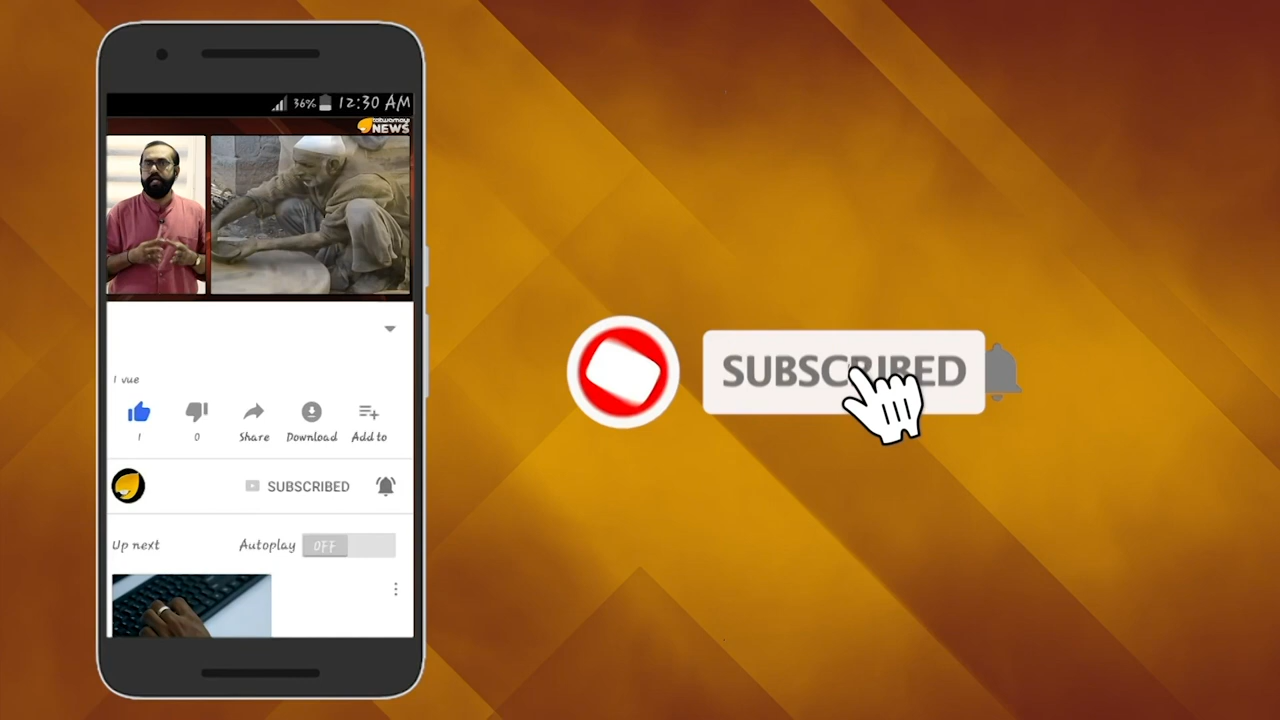 36% 12:30 AM
tatwamayi
NEWS
1 vue
1
0
Share
Download
Add to
SUBSCRIBED
Up next
Autoplay
OFF
SUBSCRIBED